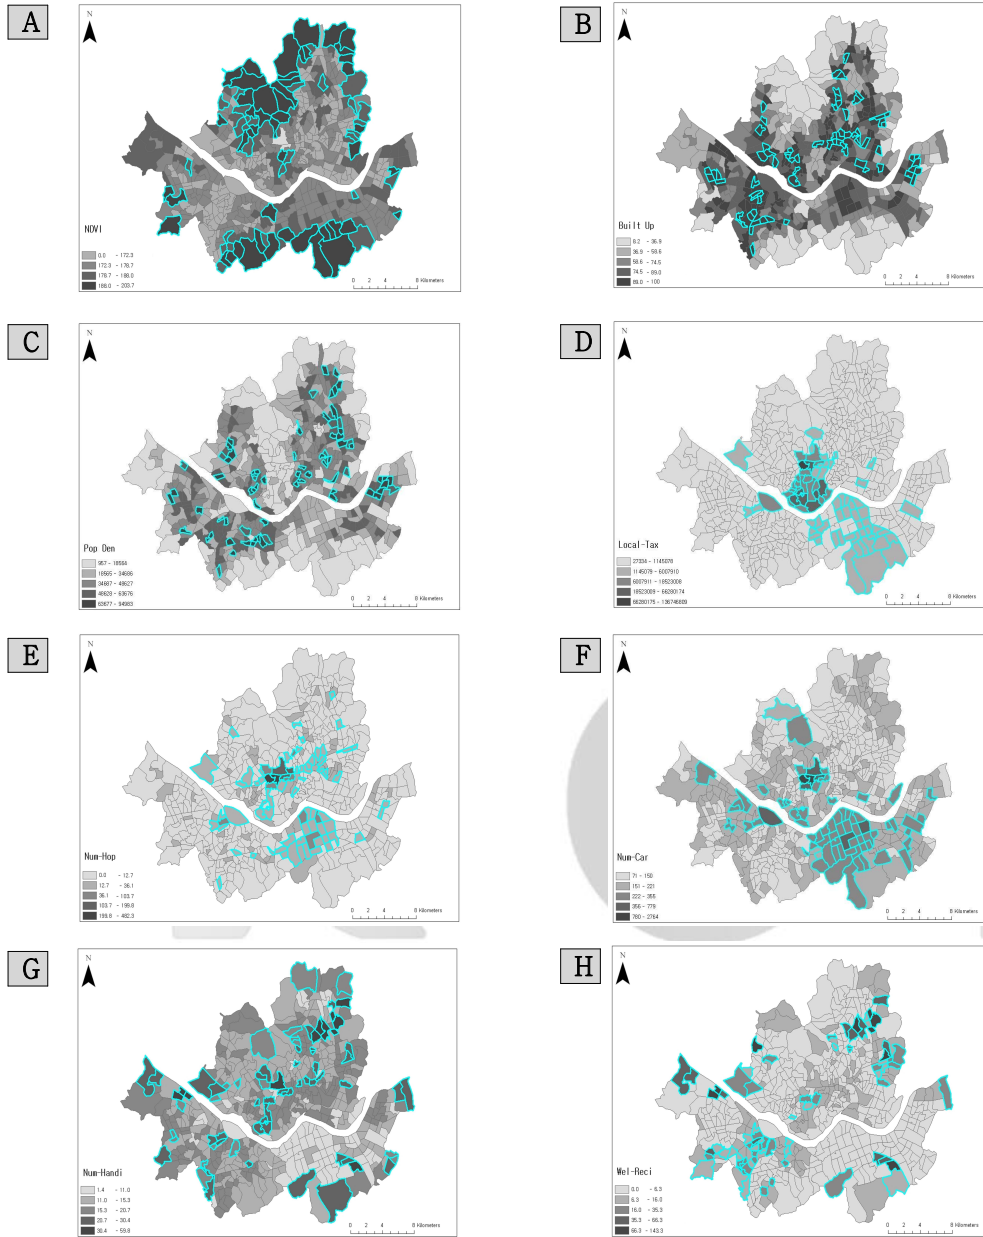 A
N
NDVI
0.0 - 172.3
172.3 - 178.7
178.7 - 188.0
188.0 - 203.7
0 2 4 8 Kilometers
B
N
Built Up
8.2 - 36.9
36.9 - 58.6
58.6 - 74.5
74.5 - 89.0
89.0 - 100
0 2 4 8 Kilometers
C
N
Pop Den
957 - 18564
18565 - 34686
34687 - 48627
48628 - 63676
63677 - 94983
0 2 4 8 Kilometers
D
N
Local-Tax
27334 - 1145078
1145079 - 6007910
6007911 - 18523008
18523009 - 66280174
66280175 - 136746809
0 2 4 8 Kilometers
E
N
Num-Hop
0.0 - 12.7
12.7 - 36.1
36.1 - 103.7
103.7 - 199.8
199.8 - 482.3
0 2 4 8 Kilometers
F
N
Num-Car
71 - 150
151 - 221
222 - 355
356 - 779
780 - 2764
0 2 4 8 Kilometers
G
N
Num-Handi
1.4 - 11.0
11.0 - 15.3
15.3 - 20.7
20.7 - 30.4
30.4 - 59.6
0 2 4 8 Kilometers
H
N
Wel-Reci
0.0 - 6.3
6.3 - 16.0
16.0 - 35.3
35.3 - 66.3
66.3 - 143.3
0 2 4 8 Kilometers